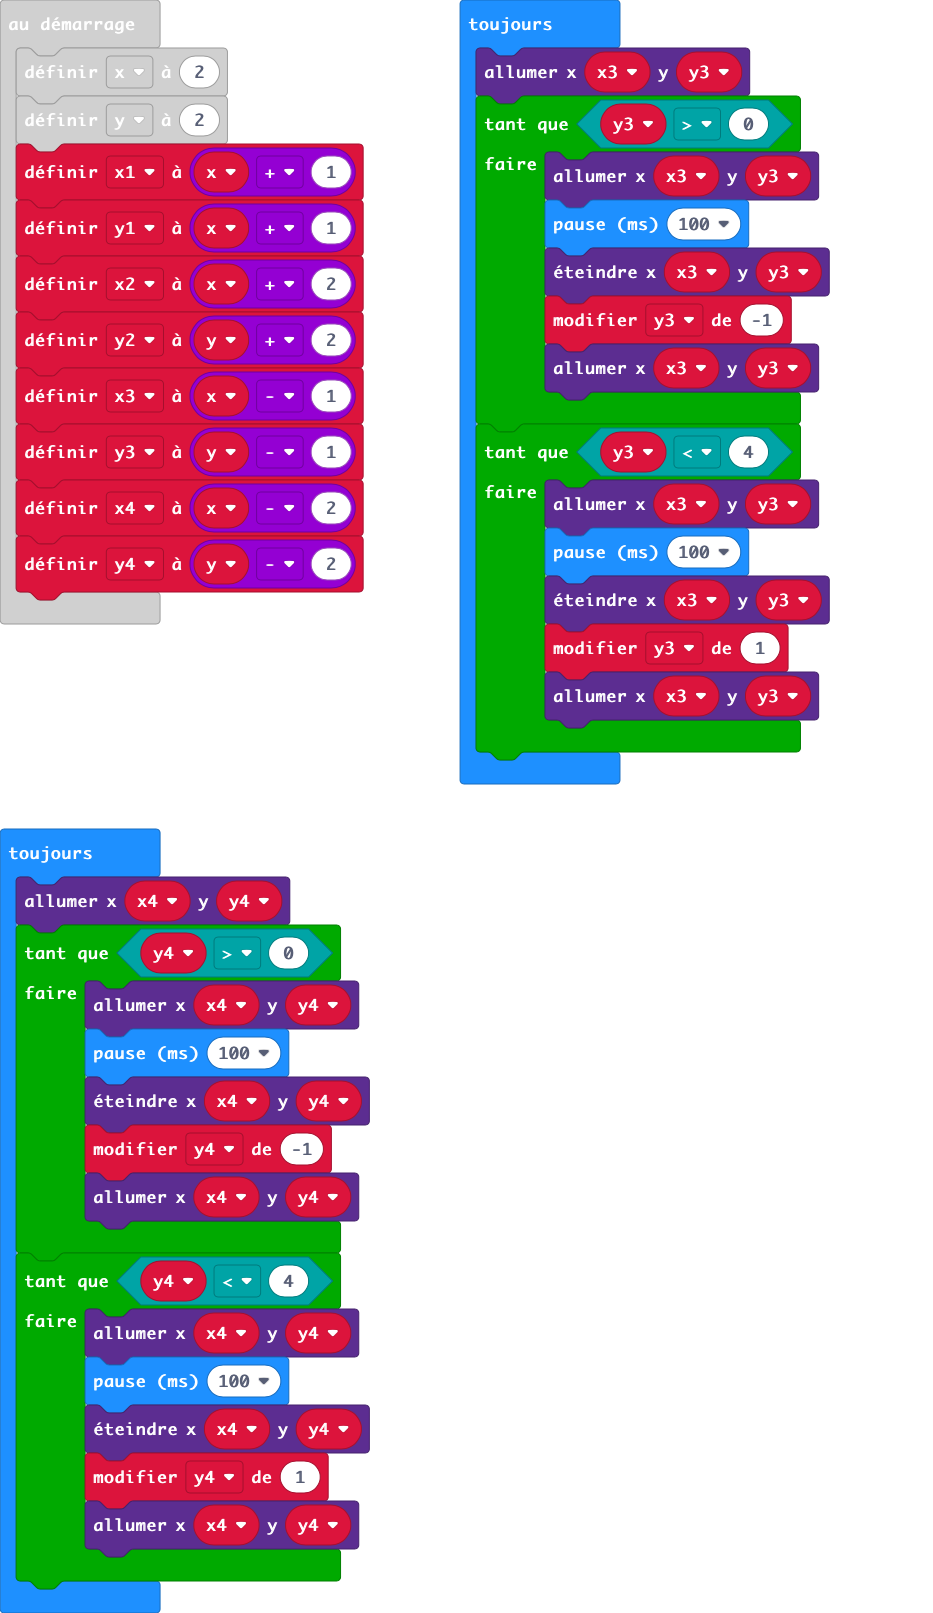 au démarrage
définir x à 2
définir y à 2
définir x1 à x + 1
définir y1 à x + 1
définir x2 à x + 2
définir y2 à y + 2
définir x3 à x - 1
définir y3 à y - 1
définir x4 à x - 2
définir y4 à y - 2
toujours
allumer x x3 y y3
tant que y3 > 0
faire
allumer x x3 y y3
pause (ms) 100
éteindre x x3 y y3
modifier y3 de -1
allumer x x3 y y3
tant que y3 < 4
faire
allumer x x3 y y3
pause (ms) 100
éteindre x x3 y y3
modifier y3 de 1
allumer x x3 y y3
toujours
allumer x x4 y y4
tant que y4 > 0
faire
allumer x x4 y y4
pause (ms) 100
éteindre x x4 y y4
modifier y4 de -1
allumer x x4 y y4
tant que y4 < 4
faire
allumer x x4 y y4
pause (ms) 100
éteindre x x4 y y4
modifier y4 de 1
allumer x x4 y y4